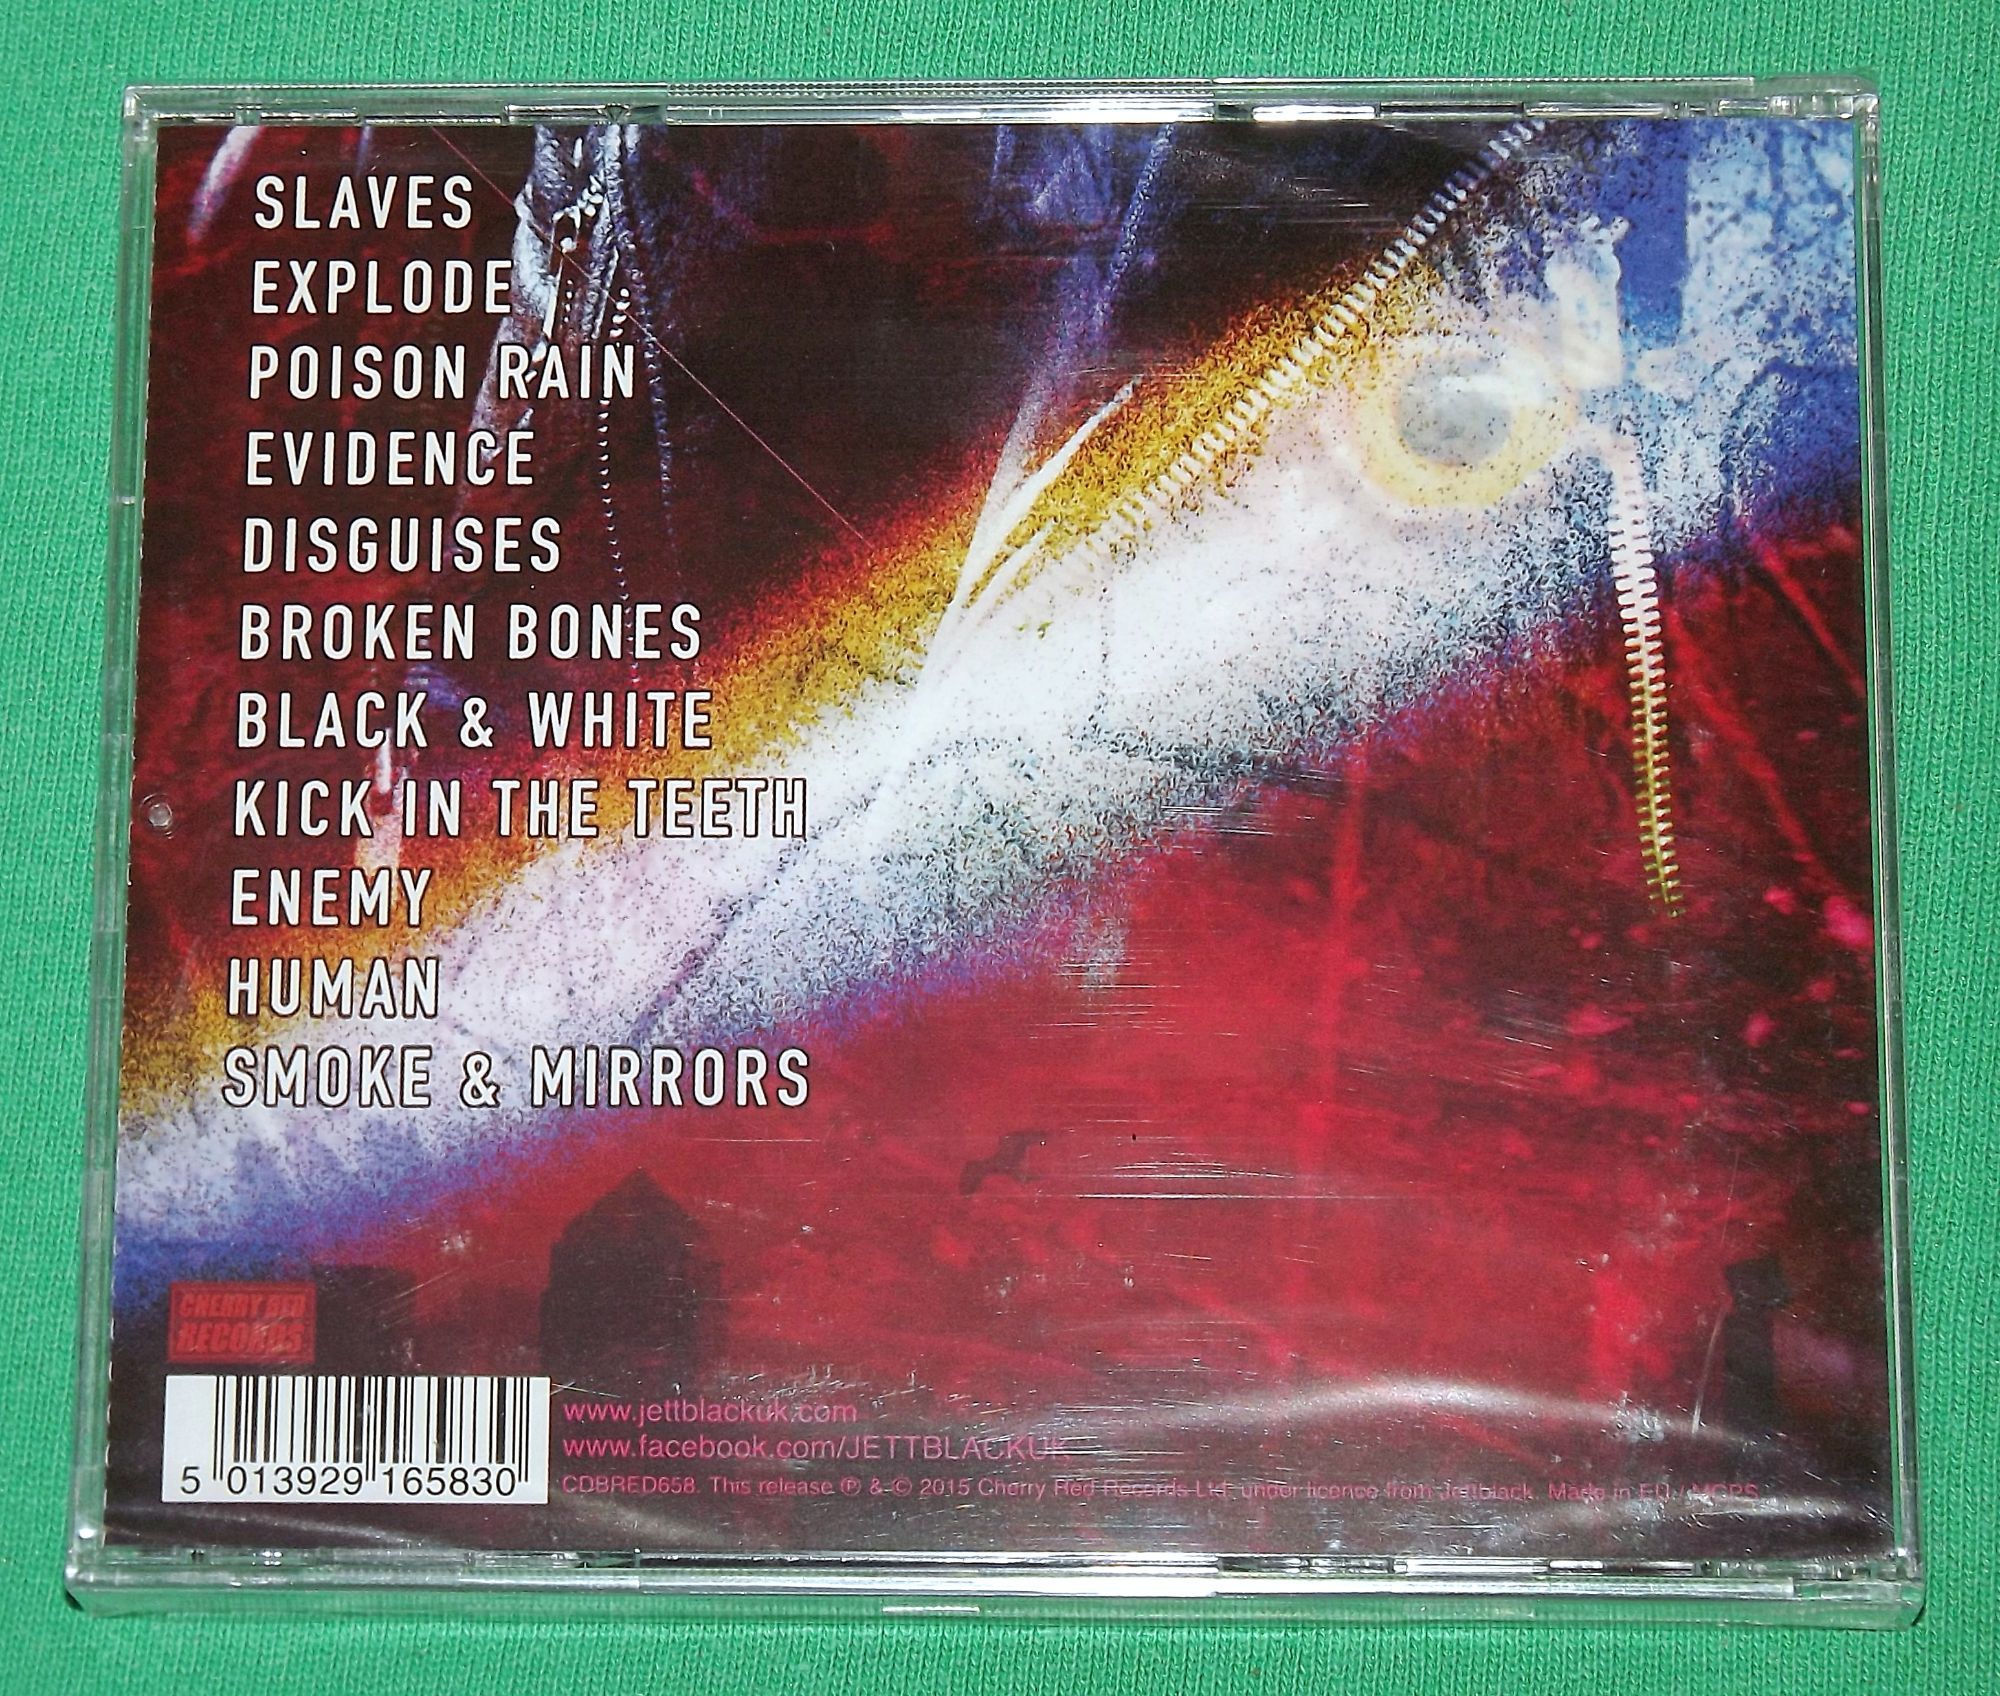 SLAVES
EXPLODE
POISON RAIN
EVIDENCE
DISGUISES
BROKEN BONES
BLACK & WHITE
KICK IN THE TEETH
ENEMY
HUMAN
SMOKE & MIRRORS
CHERRY RED
RECORDS
5 013929 165830
www.jettblackuk.com
www.facebook.com/JETTBLACKUK
CDBRED658. This release ℗ & © 2015 Cherry Red Records Ltd. under licence from Jettblack. Made in EU / MCPS